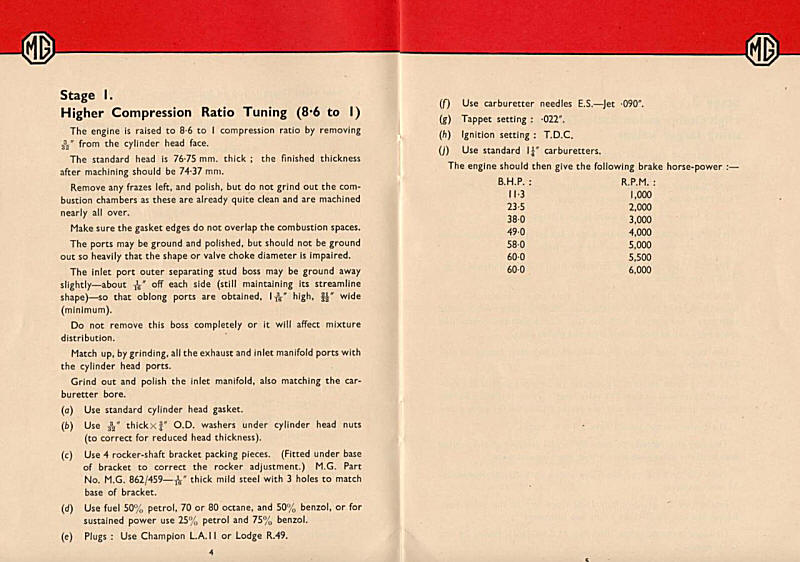 MG
Stage 1.
Higher Compression Ratio Tuning (8·6 to 1)
The engine is raised to 8·6 to 1 compression ratio by removing
3/32″ from the cylinder head face.
The standard head is 76·75 mm. thick ; the finished thickness
after machining should be 74·37 mm.
Remove any frazes left, and polish, but do not grind out the com-
bustion chambers as these are already quite clean and are machined
nearly all over.
Make sure the gasket edges do not overlap the combustion spaces.
The ports may be ground and polished, but should not be ground
out so heavily that the shape or valve choke diameter is impaired.
The inlet port outer separating stud boss may be ground away
slightly—about 1/16″ off each side (still maintaining its streamline
shape)—so that oblong ports are obtained, 1 5/16″ high, 21/32″ wide
(minimum).
Do not remove this boss completely or it will affect mixture
distribution.
Match up, by grinding, all the exhaust and inlet manifold ports with
the cylinder head ports.
Grind out and polish the inlet manifold, also matching the car-
buretter bore.
(a) Use standard cylinder head gasket.
(b) Use 3/32″ thick×3/4″ O.D. washers under cylinder head nuts
(to correct for reduced head thickness).
(c) Use 4 rocker-shaft bracket packing pieces. (Fitted under base
of bracket to correct the rocker adjustment.) M.G. Part
No. M.G. 862/459—1/16″ thick mild steel with 3 holes to match
base of bracket.
(d) Use fuel 50% petrol, 70 or 80 octane, and 50% benzol, or for
sustained power use 25% petrol and 75% benzol.
(e) Plugs : Use Champion L.A.11 or Lodge R.49.
4
MG
(f) Use carburetter needles E.S.—Jet ·090″.
(g) Tappet setting : ·022″.
(h) Ignition setting : T.D.C.
(j) Use standard 1¼″ carburetters.
The engine should then give the following brake horse-power :—
B.H.P. : R.P.M. :
11·3 1,000
23·5 2,000
38·0 3,000
49·0 4,000
58·0 5,000
60·0 5,500
60·0 6,000